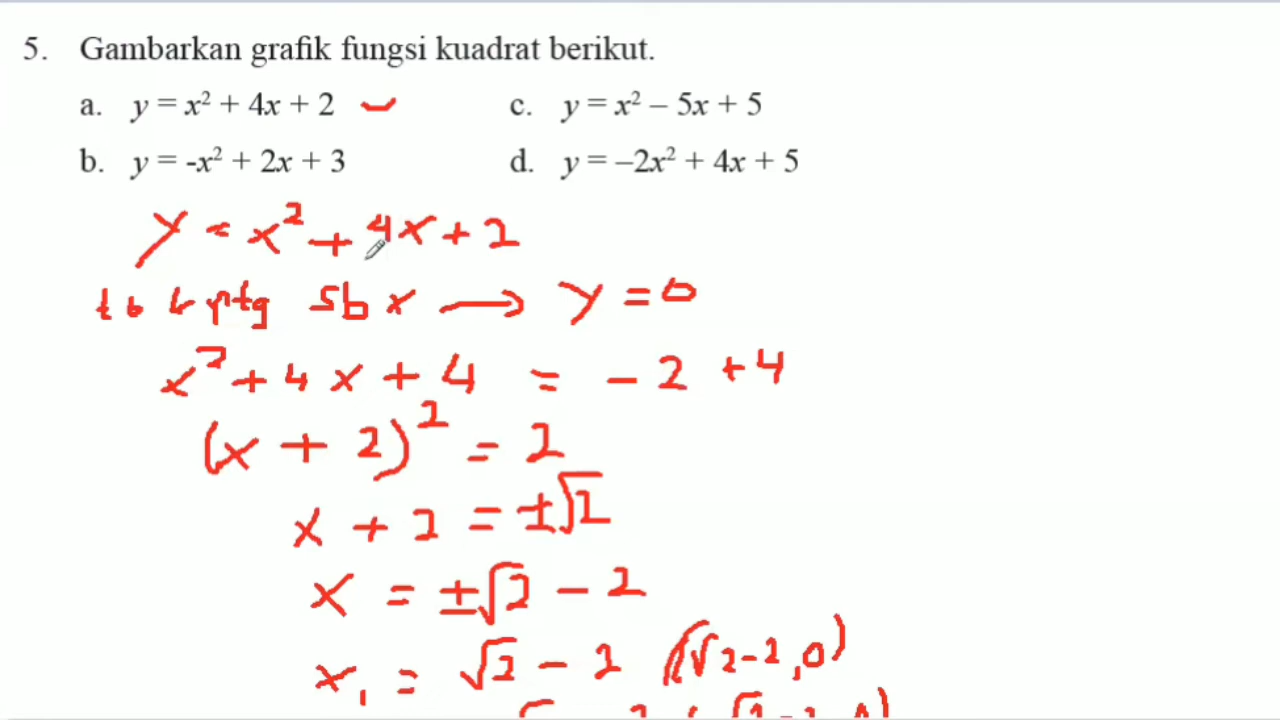 5. Gambarkan grafik fungsi kuadrat berikut.
a. y = x² + 4x + 2
c. y = x² – 5x + 5
b. y = -x² + 2x + 3
d. y = –2x² + 4x + 5
y = x² + 4x + 2
ptg sb x → y = 0
x² + 4x + 4 = - 2 + 4
(x + 2)² = 2
x + 2 = ±√2
x = ±√2 - 2
x₁ = √2 - 2 (√2-2,0)